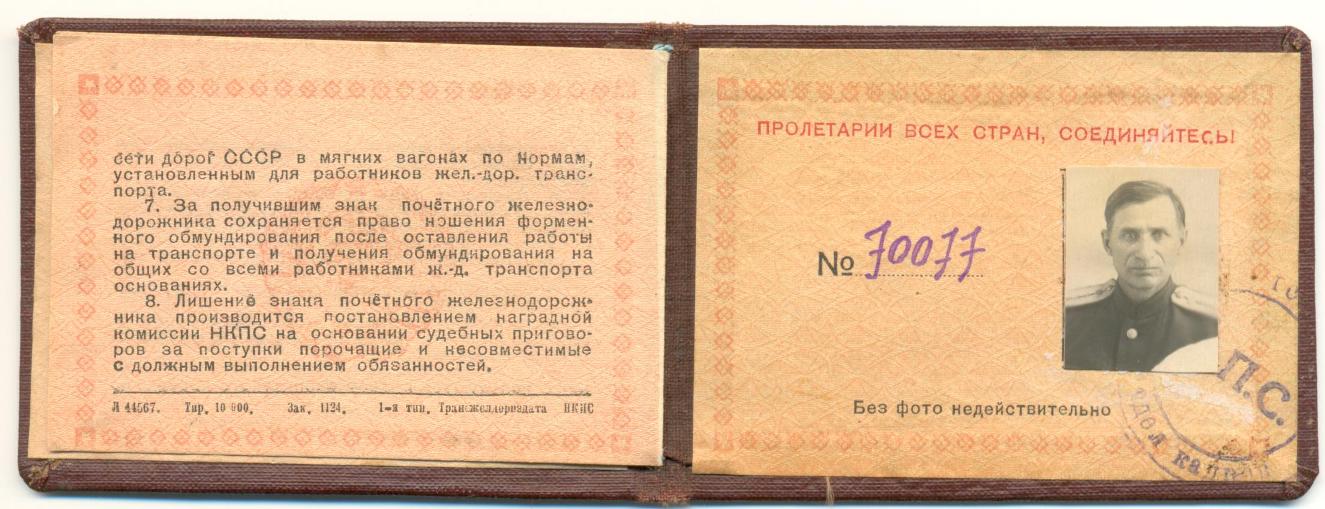 сети дорог СССР в мягких вагонах по нормам,
установленным для работников жел.-дор. транс-
порта.
7. За получившим знак почётного железно-
дорожника сохраняется право ношения формен-
ного обмундирования после оставления работы
на транспорте и получения обмундирования на
общих со всеми работниками ж.-д. транспорта
основаниях.
8. Лишение знака почётного железнодорож-
ника производится постановлением наградной
комиссии НКПС на основании судебных пригово-
ров за поступки порочащие и несовместимые
с должным выполнением обязанностей.
Л 44567. Тир. 10 000. Зак. 1124. 1-я тип. Трансжелдориздата НКПС
ПРОЛЕТАРИИ ВСЕХ СТРАН, СОЕДИНЯЙТЕСЬ!
№ 70077
Без фото недействительно
П.С.